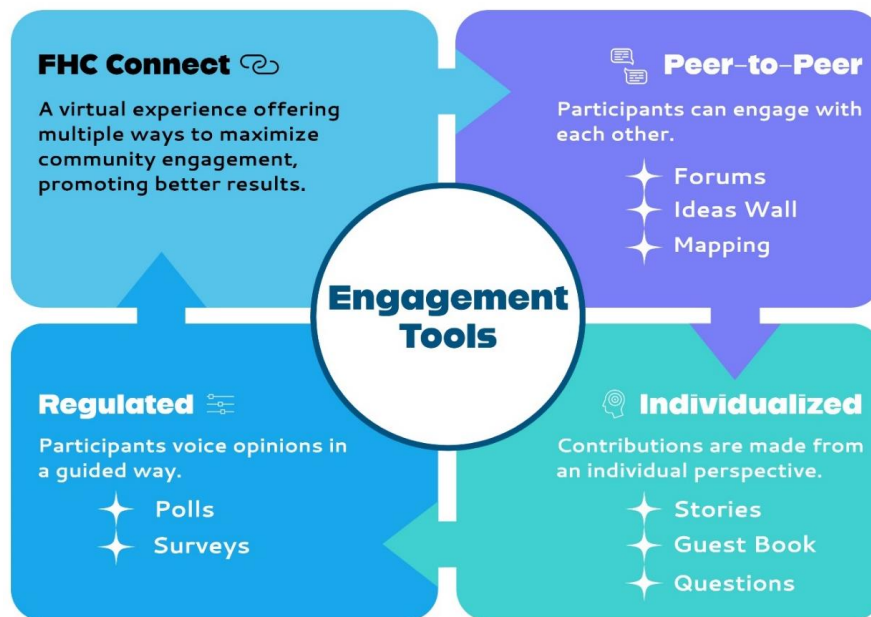 FHC Connect
A virtual experience offering
multiple ways to maximize
community engagement,
promoting better results.
Peer-to-Peer
Participants can engage with
each other.
Forums
Ideas Wall
Mapping
Engagement
Tools
Regulated
Participants voice opinions in
a guided way.
Polls
Surveys
Individualized
Contributions are made from
an individual perspective.
Stories
Guest Book
Questions